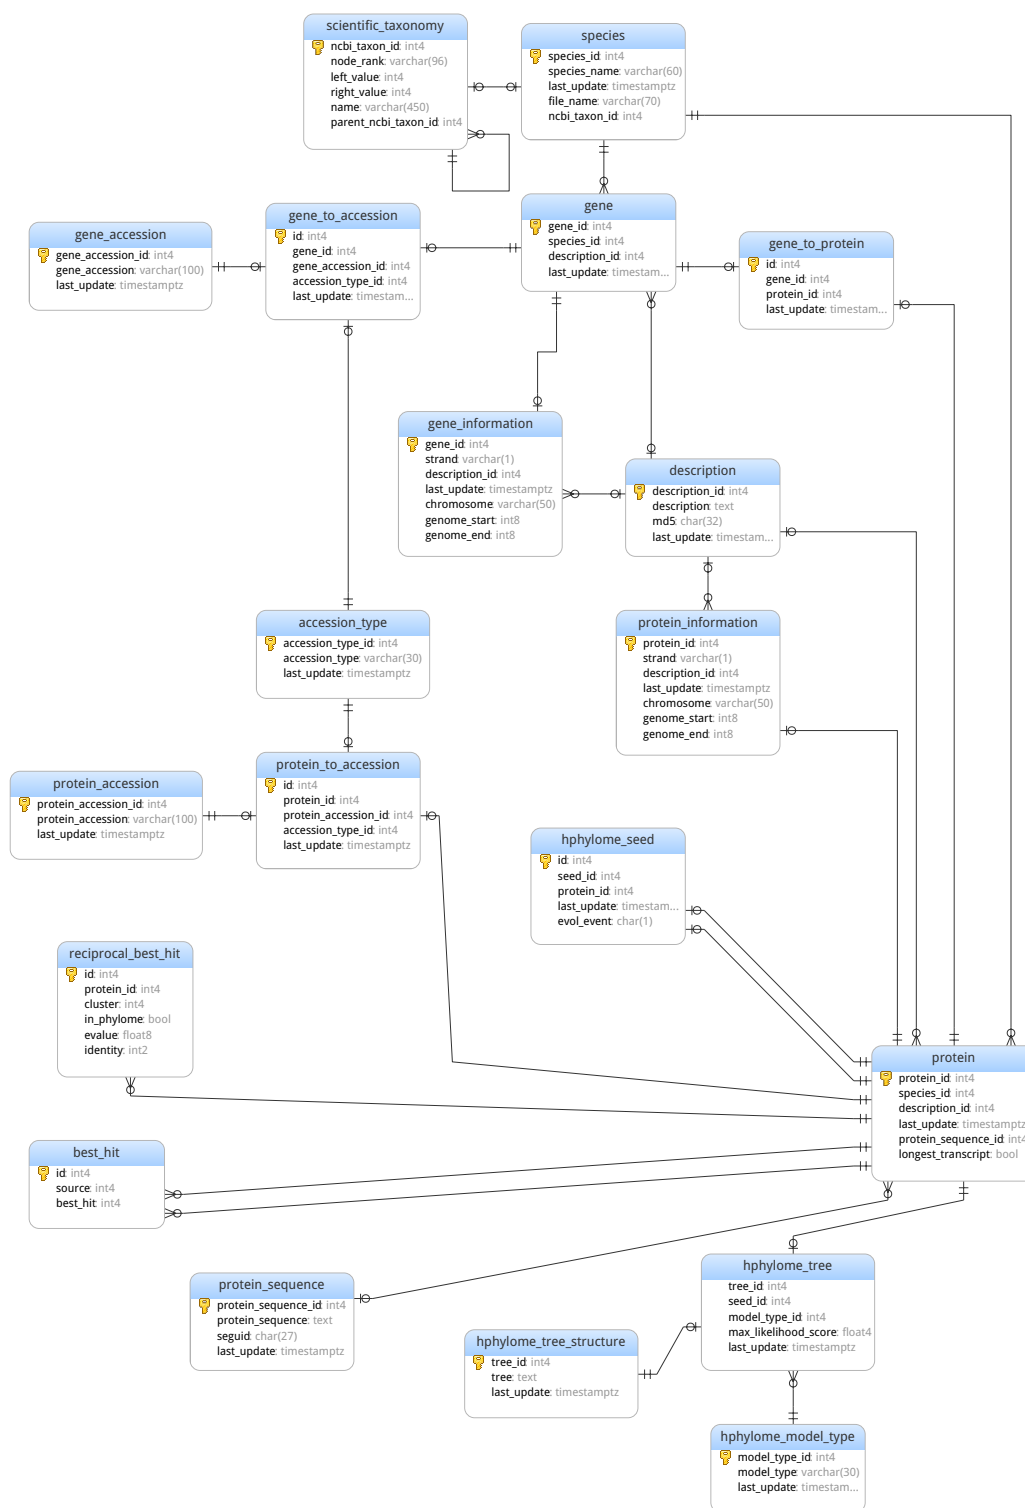 scientific_taxonomy
ncbi_taxon_id: int4
node_rank: varchar(96)
left_value: int4
right_value: int4
name: varchar(450)
parent_ncbi_taxon_id: int4
species
species_id: int4
species_name: varchar(60)
last_update: timestamptz
file_name: varchar(70)
ncbi_taxon_id: int4
gene_accession
gene_accession_id: int4
gene_accession: varchar(100)
last_update: timestamptz
gene_to_accession
id: int4
gene_id: int4
gene_accession_id: int4
accession_type_id: int4
last_update: timestam...
gene
gene_id: int4
species_id: int4
description_id: int4
last_update: timestam...
gene_to_protein
id: int4
gene_id: int4
protein_id: int4
last_update: timestam...
gene_information
gene_id: int4
strand: varchar(1)
description_id: int4
last_update: timestamptz
chromosome: varchar(50)
genome_start: int8
genome_end: int8
description
description_id: int4
description: text
md5: char(32)
last_update: timestam...
accession_type
accession_type_id: int4
accession_type: varchar(30)
last_update: timestamptz
protein_information
protein_id: int4
strand: varchar(1)
description_id: int4
last_update: timestamptz
chromosome: varchar(50)
genome_start: int8
genome_end: int8
protein_accession
protein_accession_id: int4
protein_accession: varchar(100)
last_update: timestamptz
protein_to_accession
id: int4
protein_id: int4
protein_accession_id: int4
accession_type_id: int4
last_update: timestamptz
hphylome_seed
id: int4
seed_id: int4
protein_id: int4
last_update: timestam...
evol_event: char(1)
reciprocal_best_hit
id: int4
protein_id: int4
cluster: int4
in_phylome: bool
evalue: float8
identity: int2
protein
protein_id: int4
species_id: int4
description_id: int4
last_update: timestamptz
protein_sequence_id: int4
longest_transcript: bool
best_hit
id: int4
source: int4
best_hit: int4
protein_sequence
protein_sequence_id: int4
protein_sequence: text
seguid: char(27)
last_update: timestamptz
hphylome_tree
tree_id: int4
seed_id: int4
model_type_id: int4
max_likelihood_score: float4
last_update: timestamptz
hphylome_tree_structure
tree_id: int4
tree: text
last_update: timestamptz
hphylome_model_type
model_type_id: int4
model_type: varchar(30)
last_update: timestam...